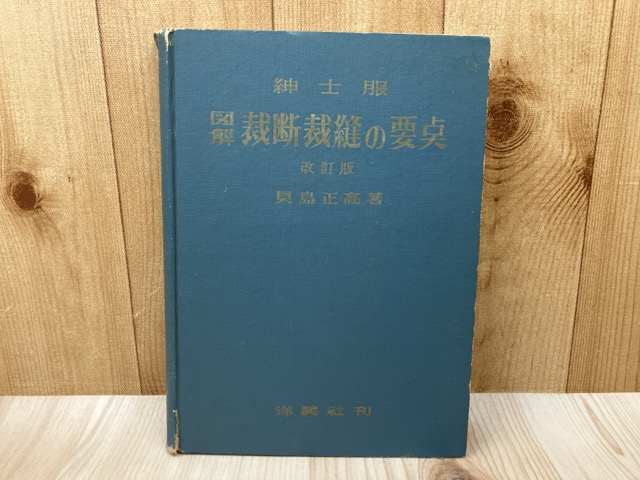 紳士服
図解 裁断裁縫の要点
改訂版
貝島正高著
洋装社刊